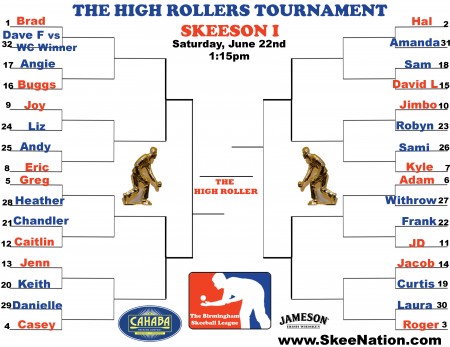 THE HIGH ROLLERS TOURNAMENT
SKEESON I
Saturday, June 22nd
1:15pm
1 Brad
32 Dave F vs WC Winner
17 Angie
16 Buggs
9 Joy
24 Liz
25 Andy
8 Eric
5 Greg
28 Heather
21 Chandler
12 Caitlin
13 Jenn
20 Keith
29 Danielle
4 Casey
THE
HIGH ROLLER
Hal 2
Amanda 31
Sam 18
David L 15
Jimbo 10
Robyn 23
Sami 26
Kyle 7
Adam 6
Withrow 27
Frank 22
JD 11
Jacob 14
Curtis 19
Laura 30
Roger 3
CAHABA
The Birmingham
Skeeball League
JAMESON
IRISH WHISKEY
www.SkeeNation.com